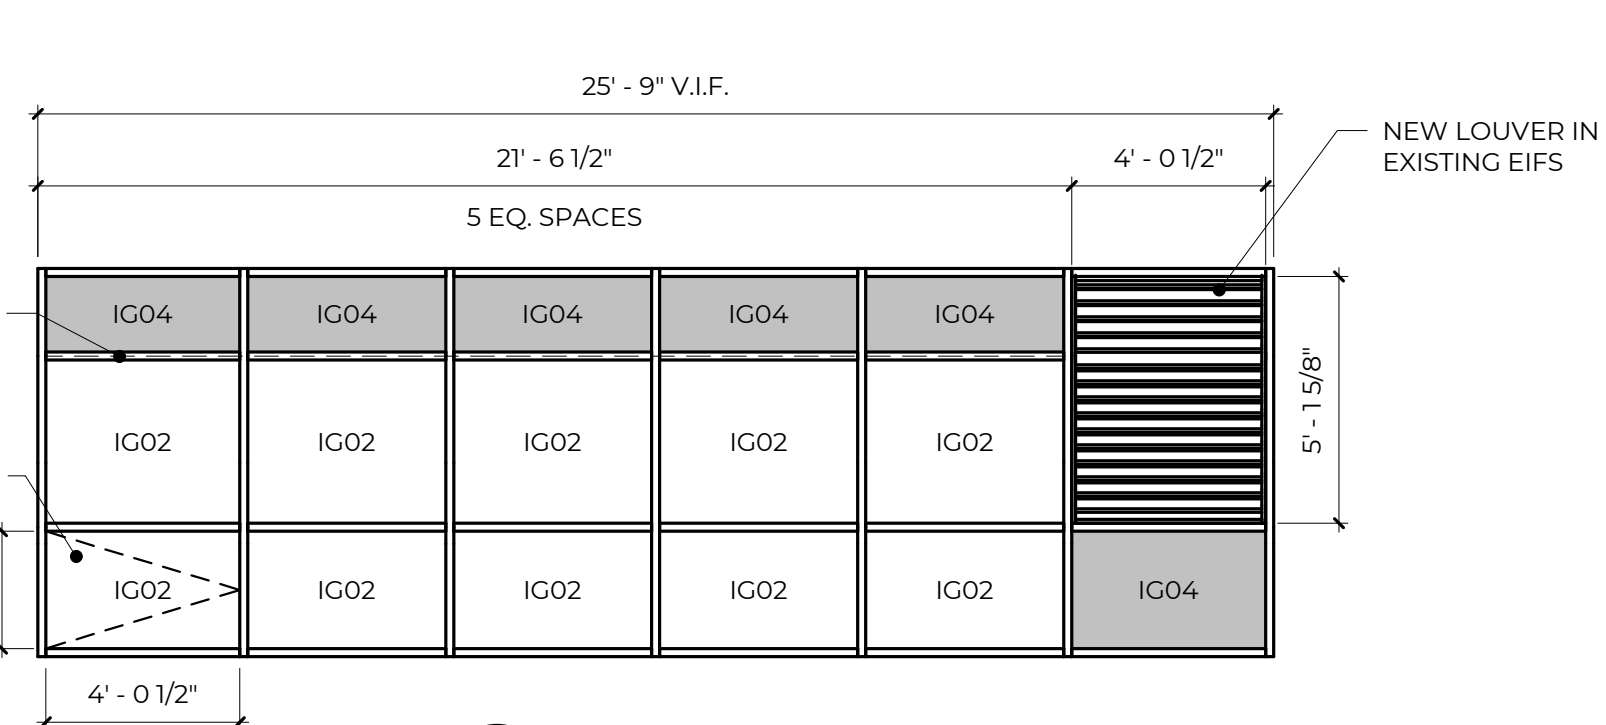 25' - 9" V.I.F.
21' - 6 1/2"
4' - 0 1/2"
NEW LOUVER IN
EXISTING EIFS
5 EQ. SPACES
IG04 IG04 IG04 IG04 IG04
5' - 1 5/8"
IG02 IG02 IG02 IG02 IG02
IG02 IG02 IG02 IG02 IG02 IG04
4' - 0 1/2"